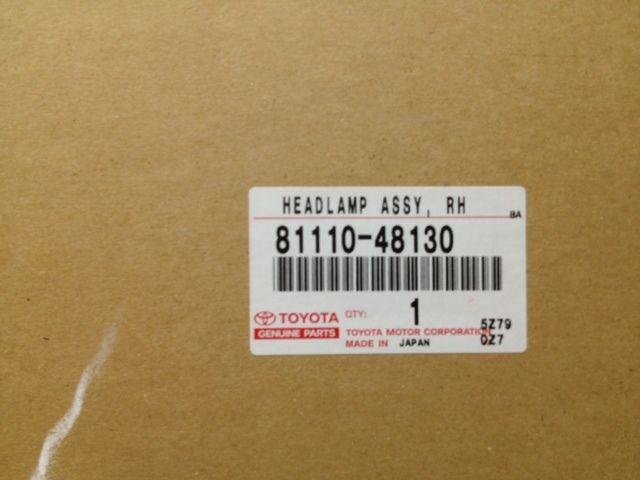 HEADLAMP ASSY, RH
BA
81110-48130
QTY: 1
TOYOTA
GENUINE PARTS
TOYOTA MOTOR CORPORATION
MADE IN JAPAN
5Z79
0Z7